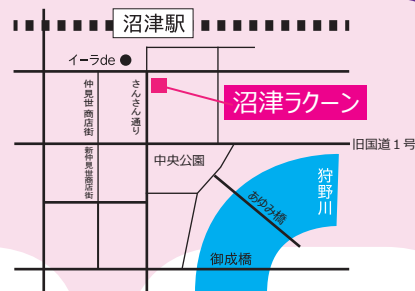 沼津駅
イーラde
仲見世商店街
さんさん通り
沼津ラクーン
旧国道1号
新仲見世商店街
中央公園
狩野川
あゆみ橋
御成橋